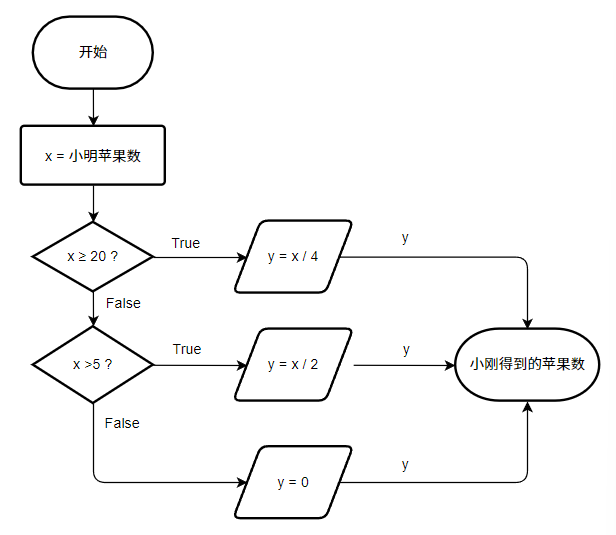 开始
x = 小明苹果数
x ≥ 20 ?
True
y = x / 4
y
False
x >5 ?
True
y = x / 2
y
小刚得到的苹果数
False
y = 0
y